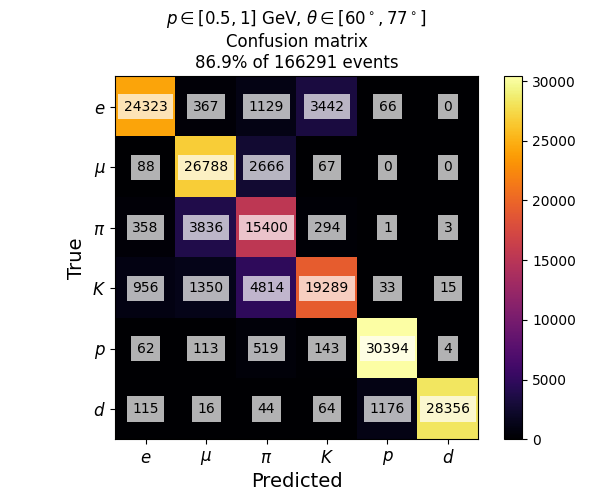 p ∈ [0.5, 1] GeV, θ ∈ [60°, 77°]
Confusion matrix
86.9% of 166291 events
e 24323 367 1129 3442 66 0
μ 88 26788 2666 67 0 0
π 358 3836 15400 294 1 3
K 956 1350 4814 19289 33 15
p 62 113 519 143 30394 4
d 115 16 44 64 1176 28356
e μ π K p d
True
Predicted
30000
25000
20000
15000
10000
5000
0